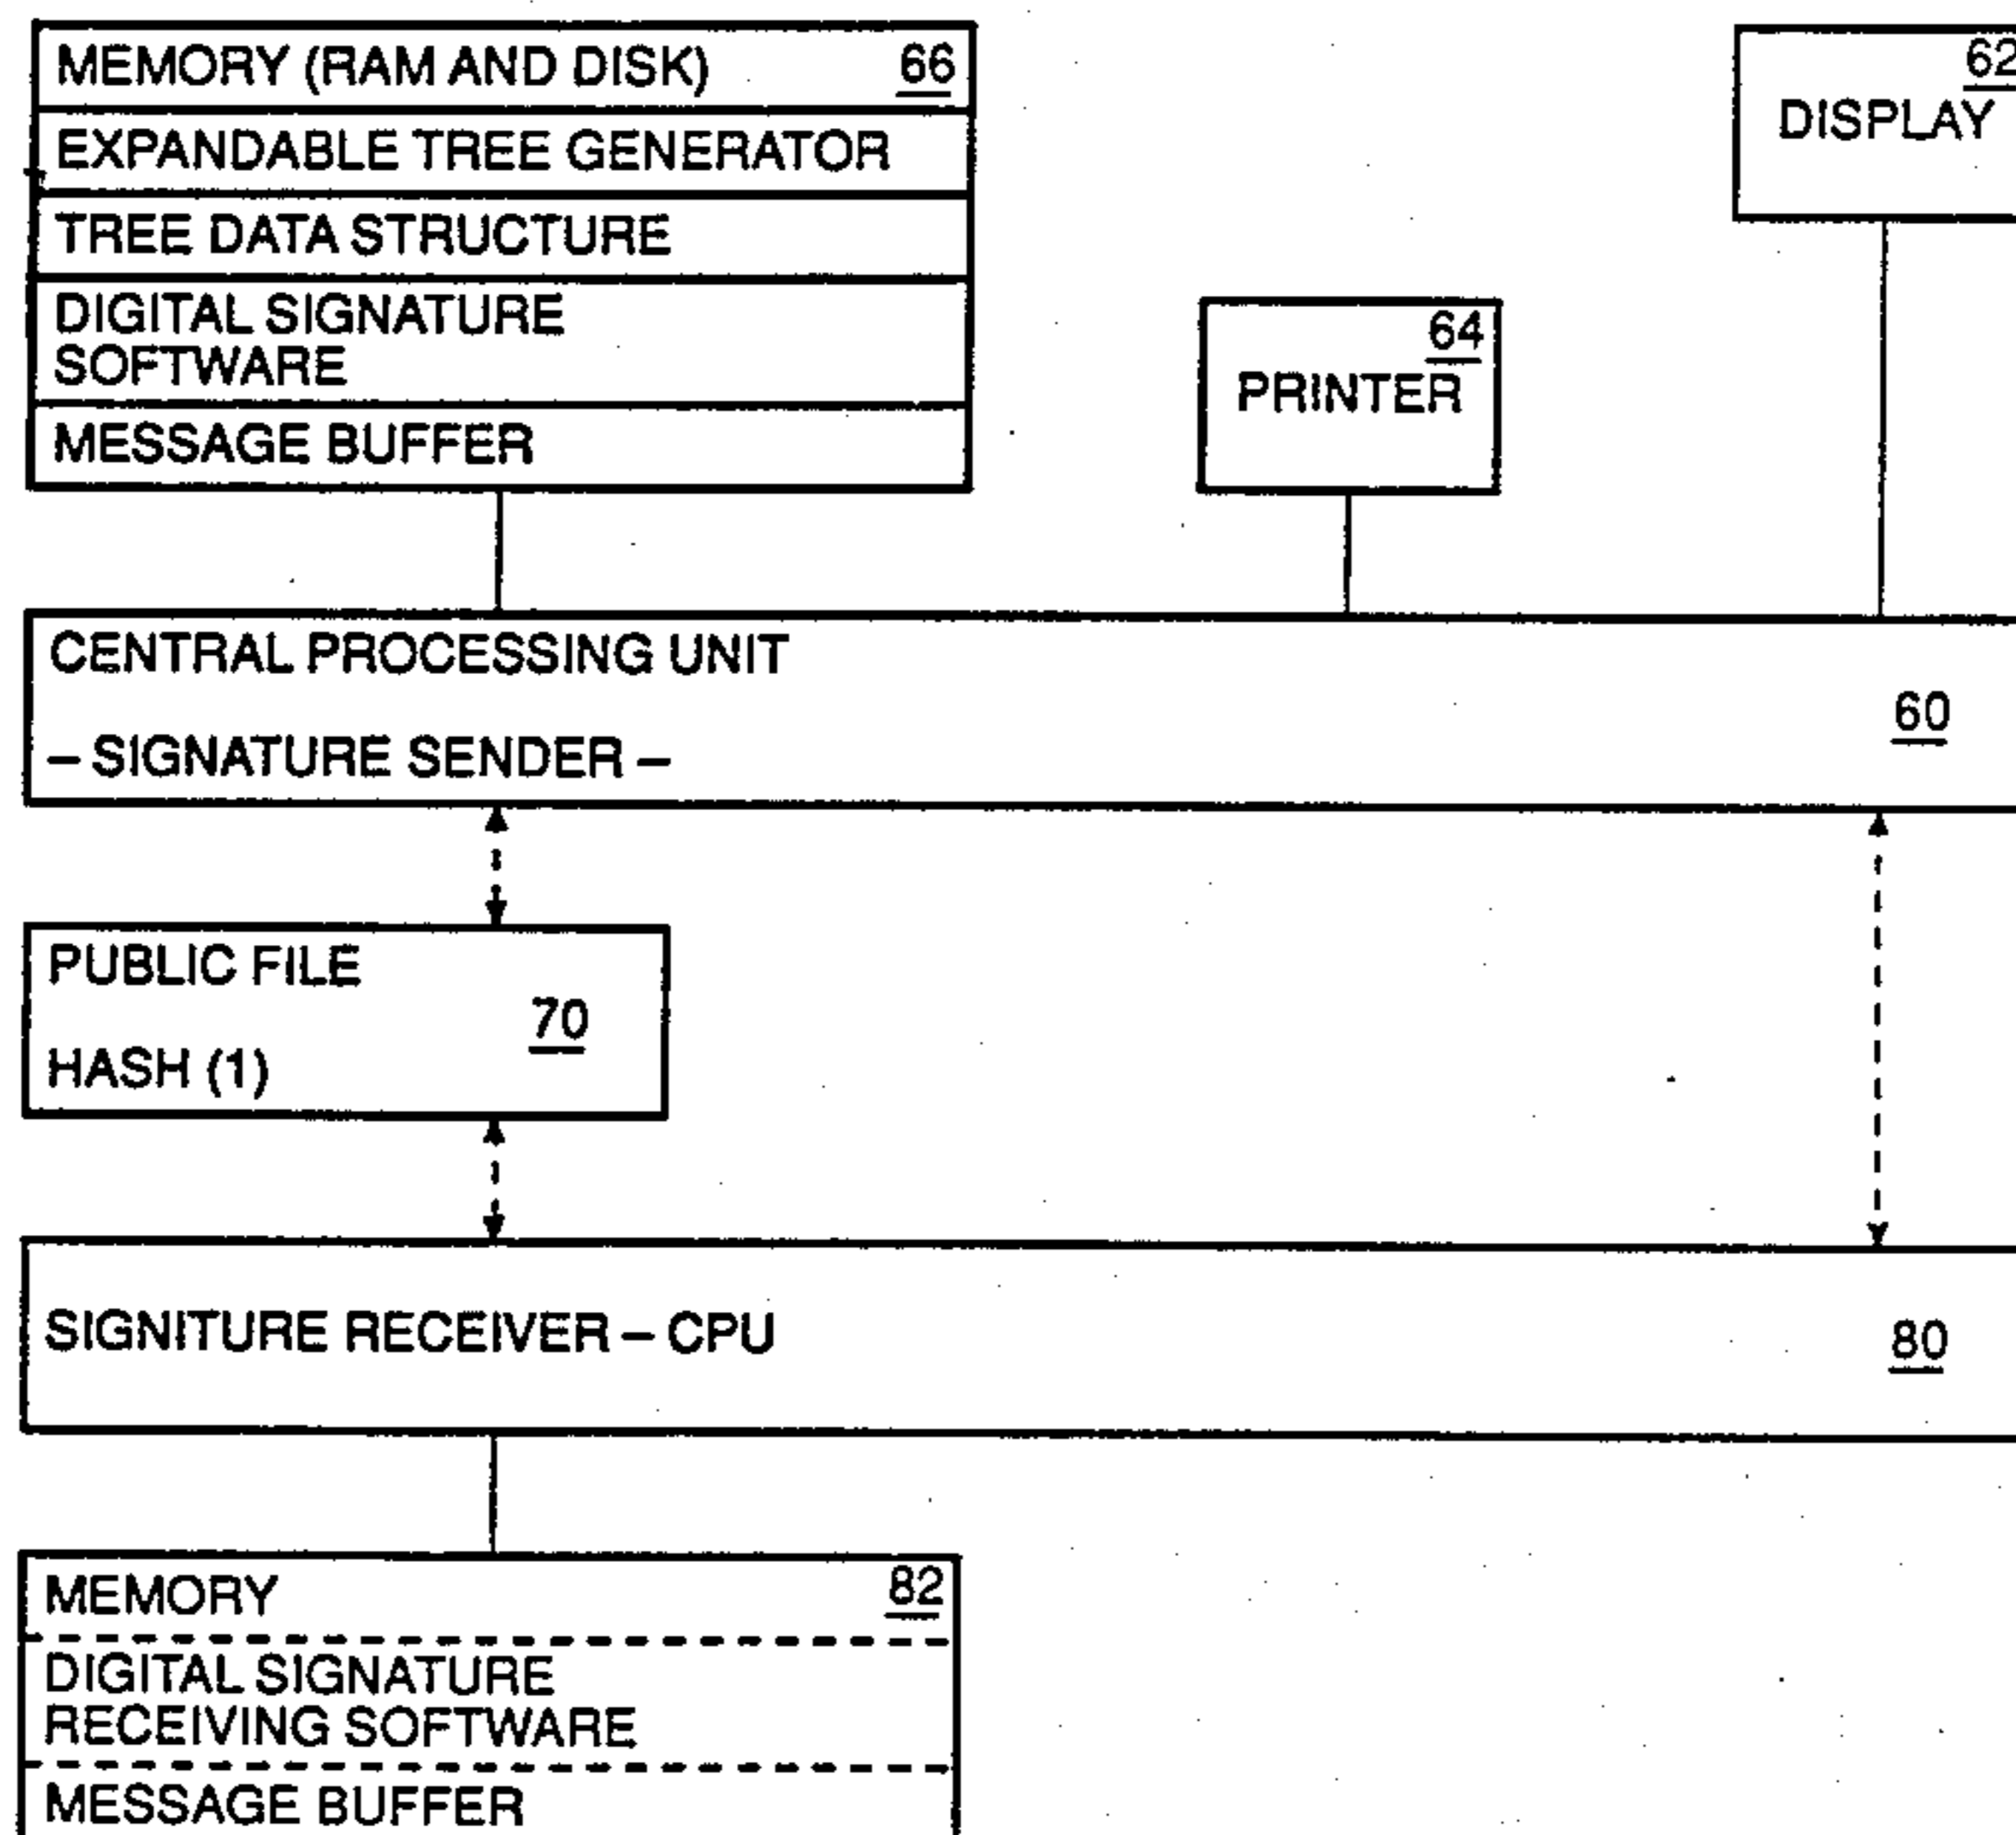 MEMORY (RAM AND DISK) 66
EXPANDABLE TREE GENERATOR
TREE DATA STRUCTURE
DIGITAL SIGNATURE
SOFTWARE
MESSAGE BUFFER
64
PRINTER
62
DISPLAY
CENTRAL PROCESSING UNIT
60
– SIGNATURE SENDER –
PUBLIC FILE
70
HASH (1)
SIGNITURE RECEIVER – CPU 80
MEMORY 82
DIGITAL SIGNATURE
RECEIVING SOFTWARE
MESSAGE BUFFER